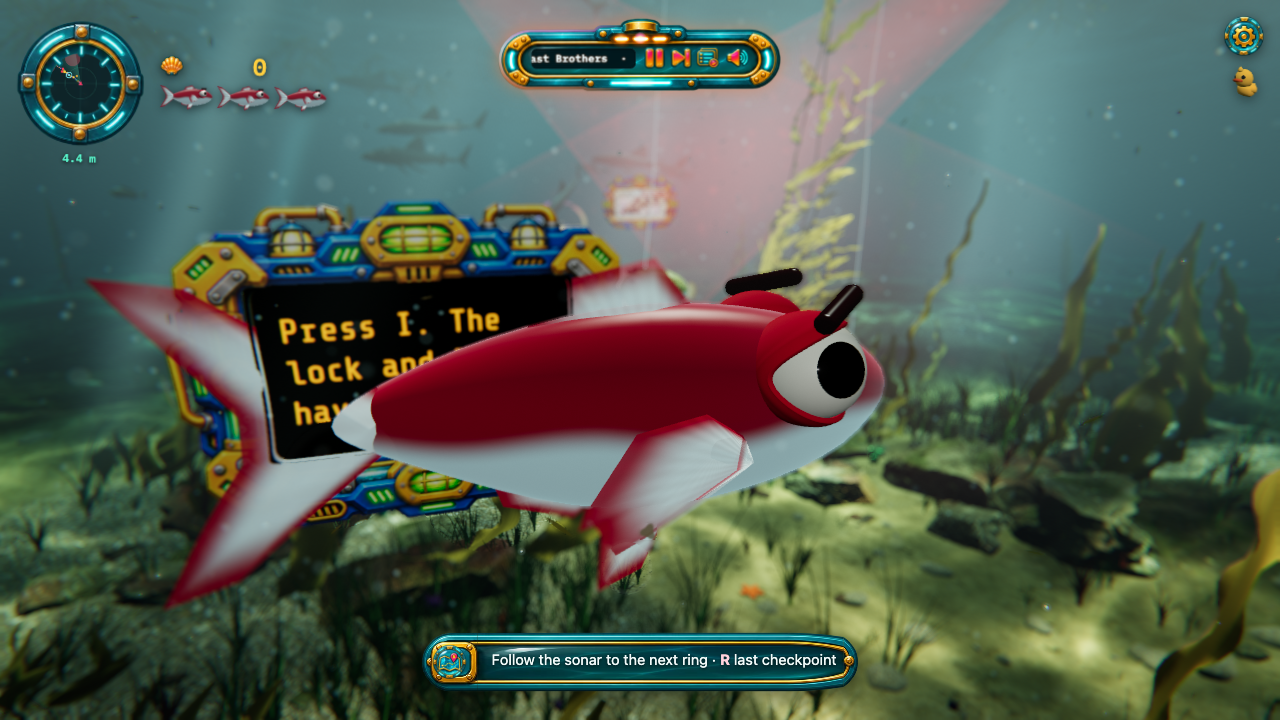 0
ast Brothers
4.4 m
Press I. The
lock and
hav
Follow the sonar to the next ring · R last checkpoint